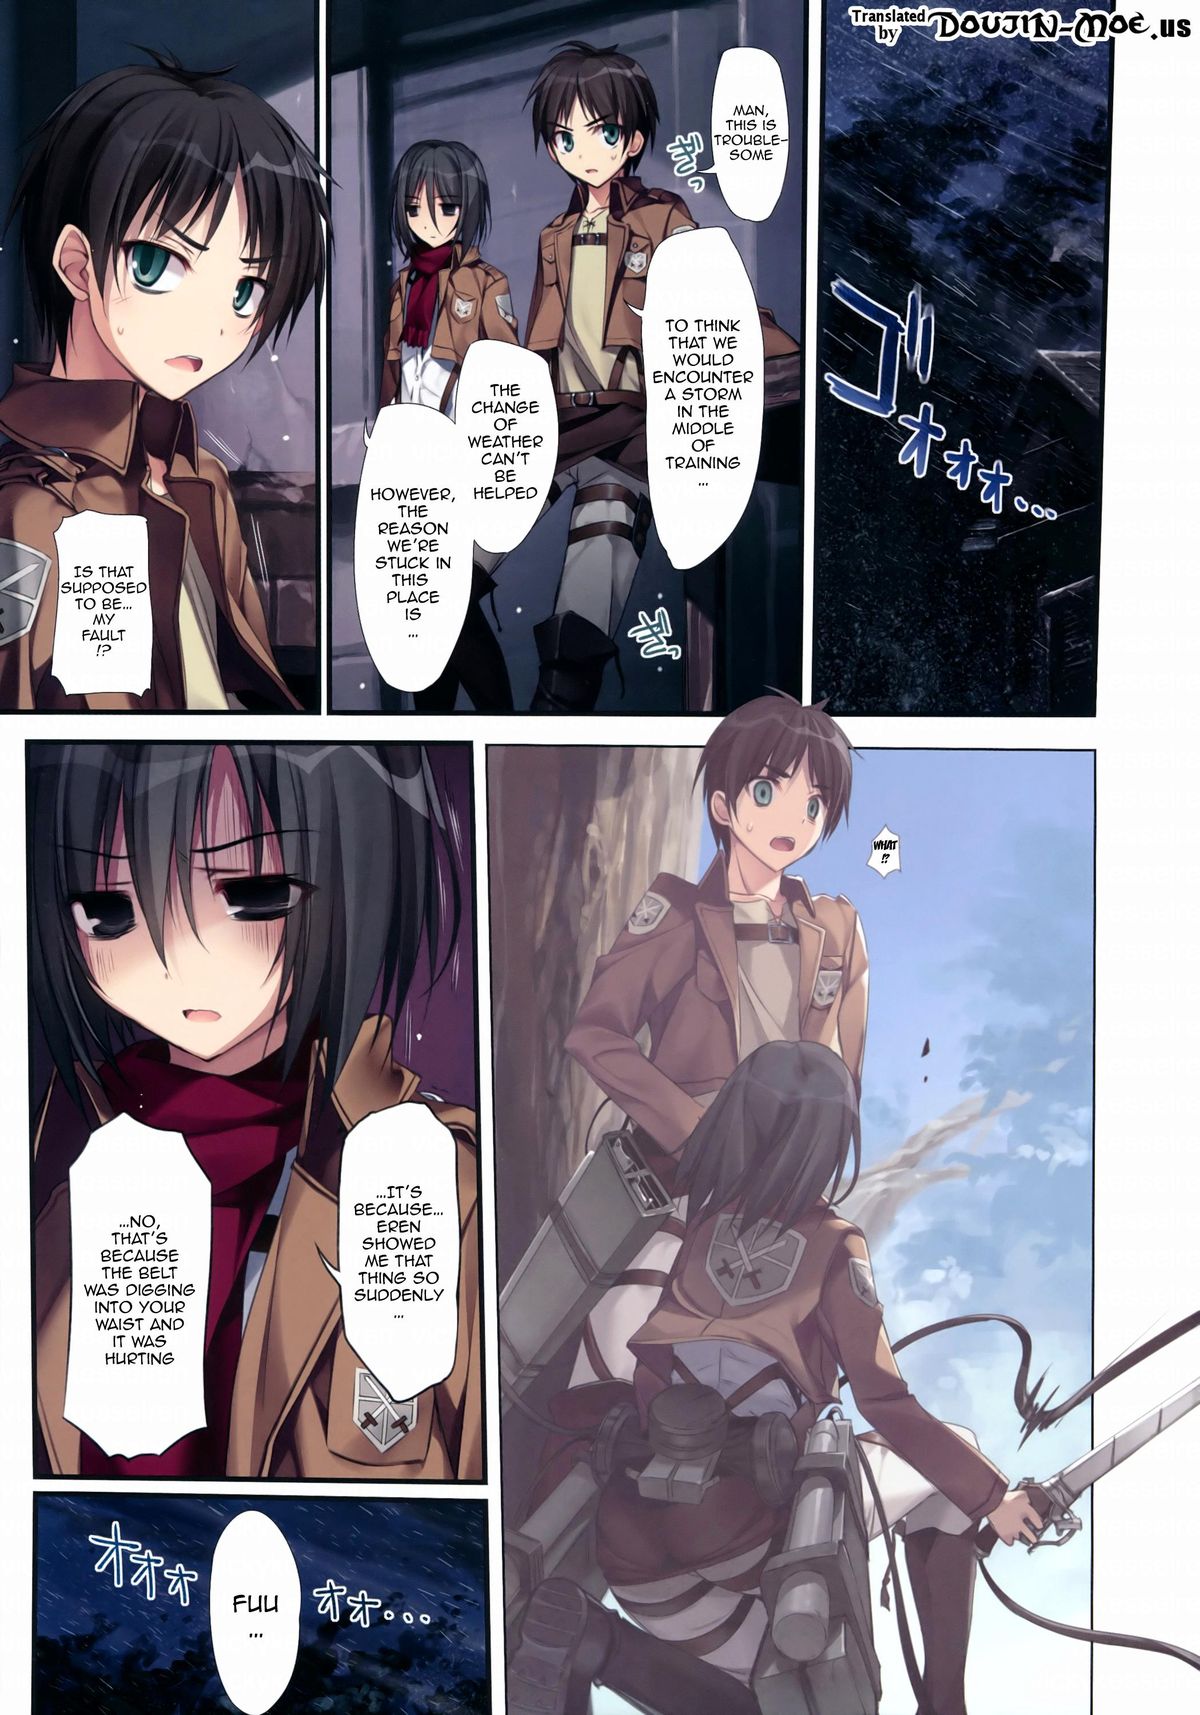 Translated
by
DOUJIN-MOE.us
ゴオオオ...
MAN,
THIS IS
TROUBLE-
SOME
ぎっ
TO THINK
THAT WE
WOULD
ENCOUNTER
A STORM
IN THE
MIDDLE OF
TRAINING
...
THE
CHANGE OF
WEATHER
CAN'T
BE
HELPED
HOWEVER,
THE
REASON
WE'RE
STUCK IN
THIS
PLACE
IS
...
IS THAT
SUPPOSED
TO BE...
MY
FAULT
!?
WHAT
!?
...IT'S
BECAUSE...
EREN
SHOWED
ME THAT
THING SO
SUDDENLY
...
...NO,
THAT'S
BECAUSE
THE BELT
WAS DIGGING
INTO YOUR
WAIST AND
IT WAS
HURTING
オオオ
FUU
...
オオ...